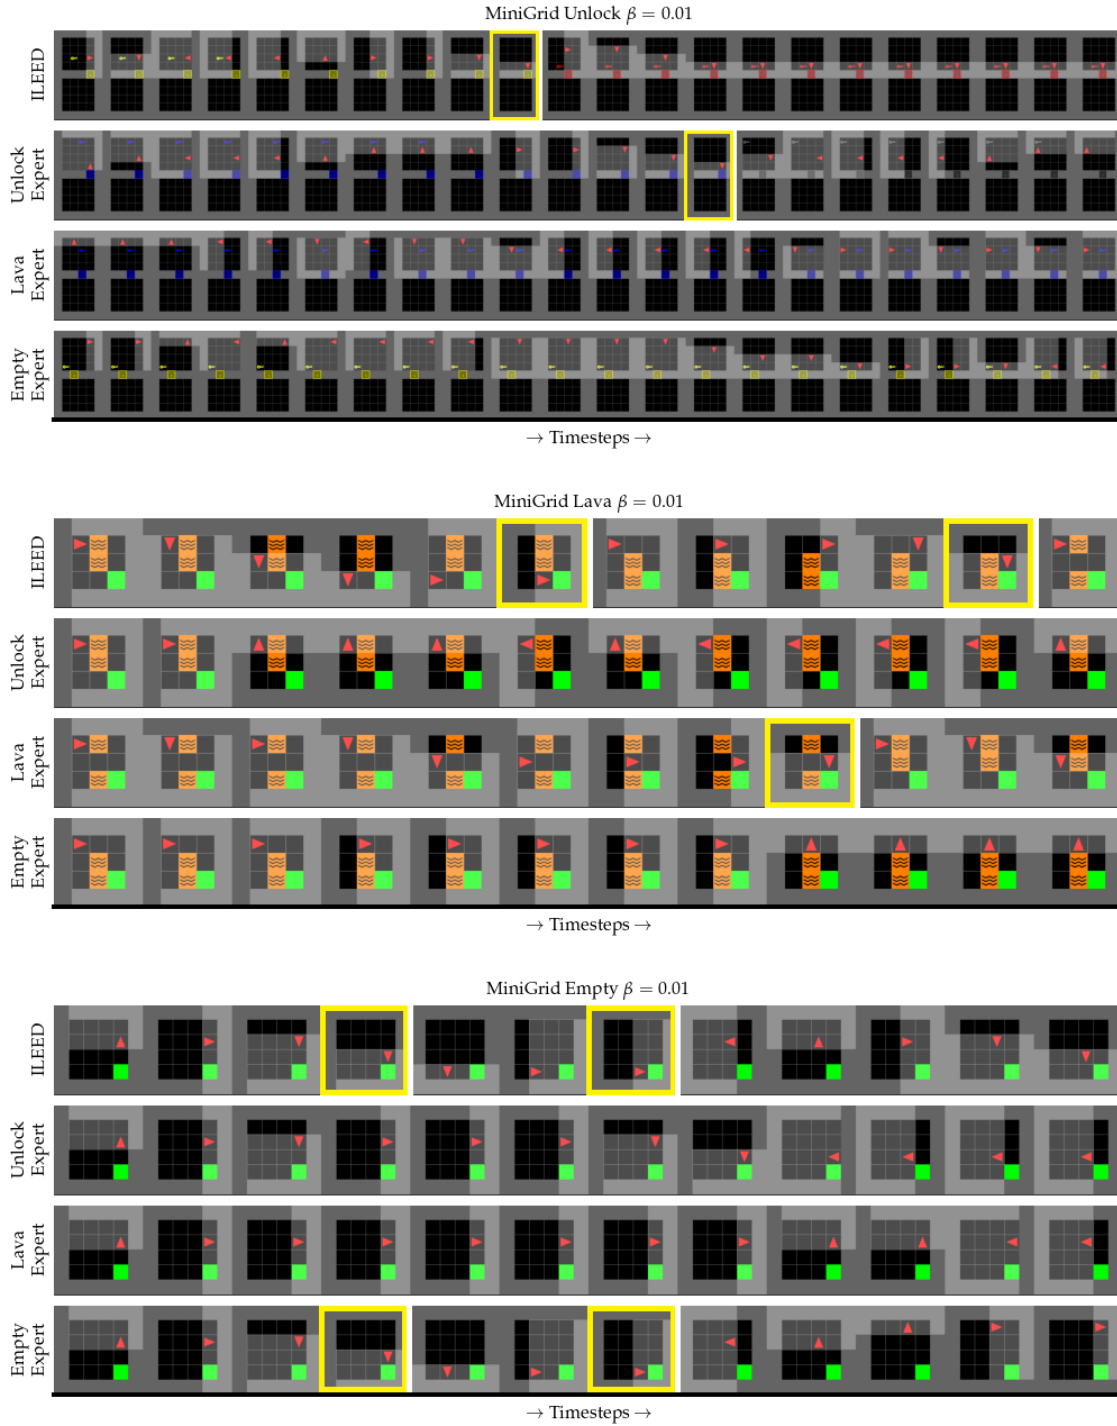 MiniGrid Unlock β = 0.01
ILEED
Unlock
Expert
Lava
Expert
Empty
Expert
→ Timesteps →
MiniGrid Lava β = 0.01
ILEED
Unlock
Expert
Lava
Expert
Empty
Expert
→ Timesteps →
MiniGrid Empty β = 0.01
ILEED
Unlock
Expert
Lava
Expert
Empty
Expert
→ Timesteps →